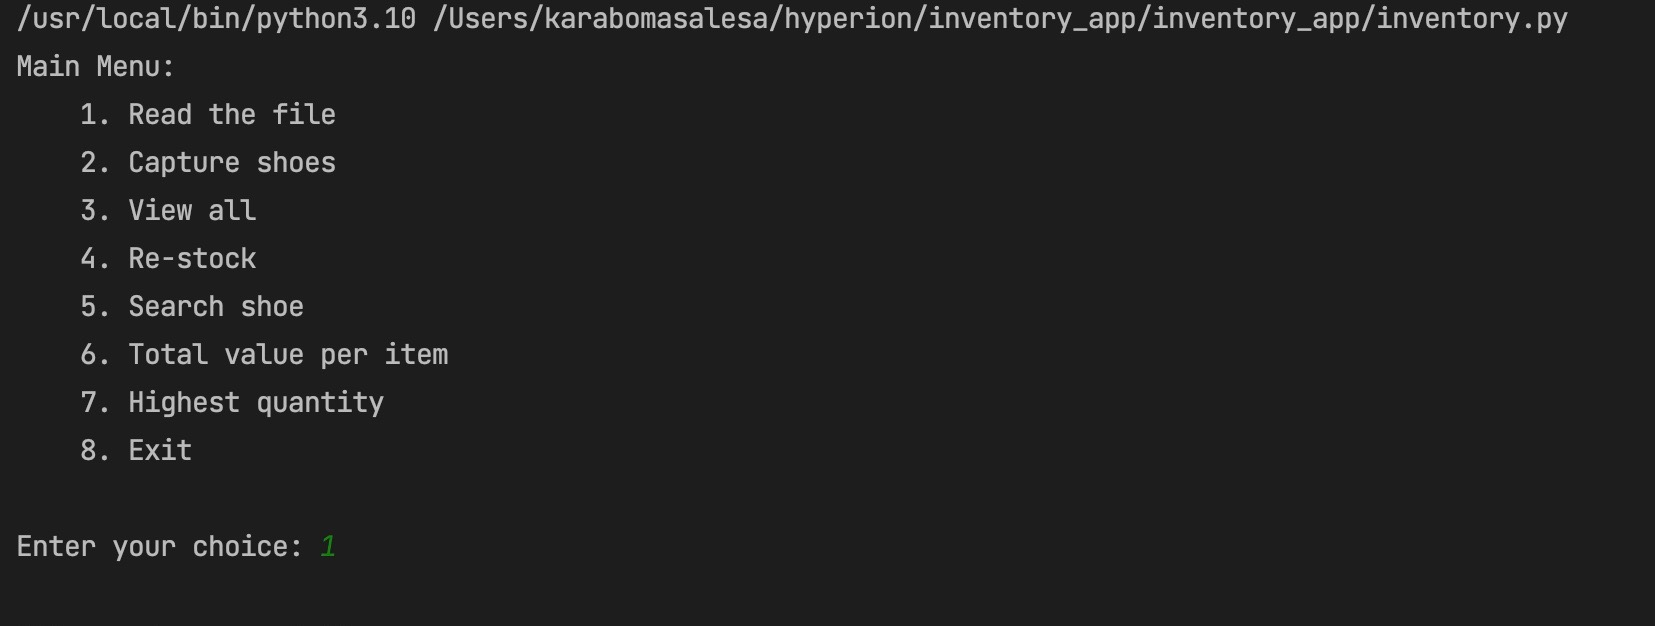 /usr/local/bin/python3.10 /Users/karabomasalesa/hyperion/inventory_app/inventory_app/inventory.py
Main Menu:
1. Read the file
2. Capture shoes
3. View all
4. Re-stock
5. Search shoe
6. Total value per item
7. Highest quantity
8. Exit
Enter your choice: 1